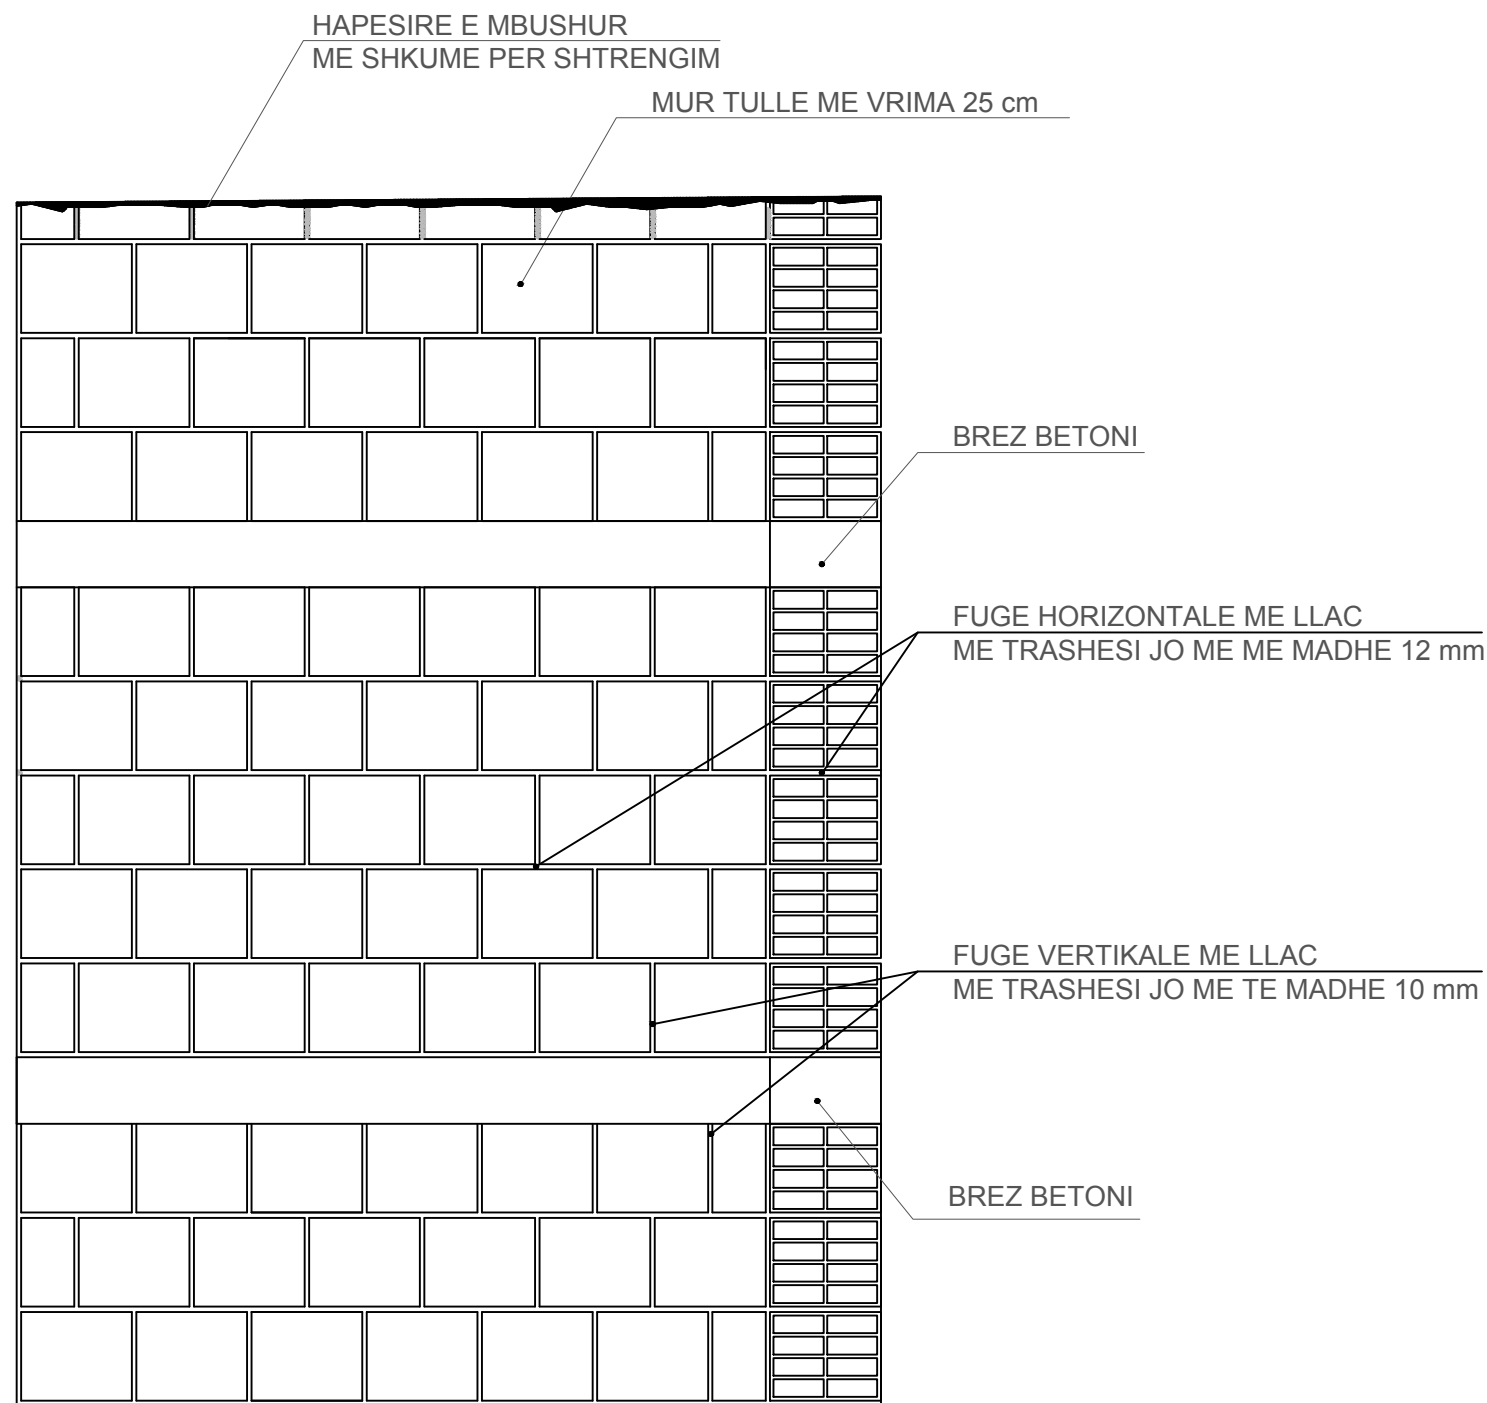 HAPESIRE E MBUSHUR
ME SHKUME PER SHTRENGIM
MUR TULLE ME VRIMA 25 cm
BREZ BETONI
FUGE HORIZONTALE ME LLAC
ME TRASHESI JO ME ME MADHE 12 mm
FUGE VERTIKALE ME LLAC
ME TRASHESI JO ME TE MADHE 10 mm
BREZ BETONI